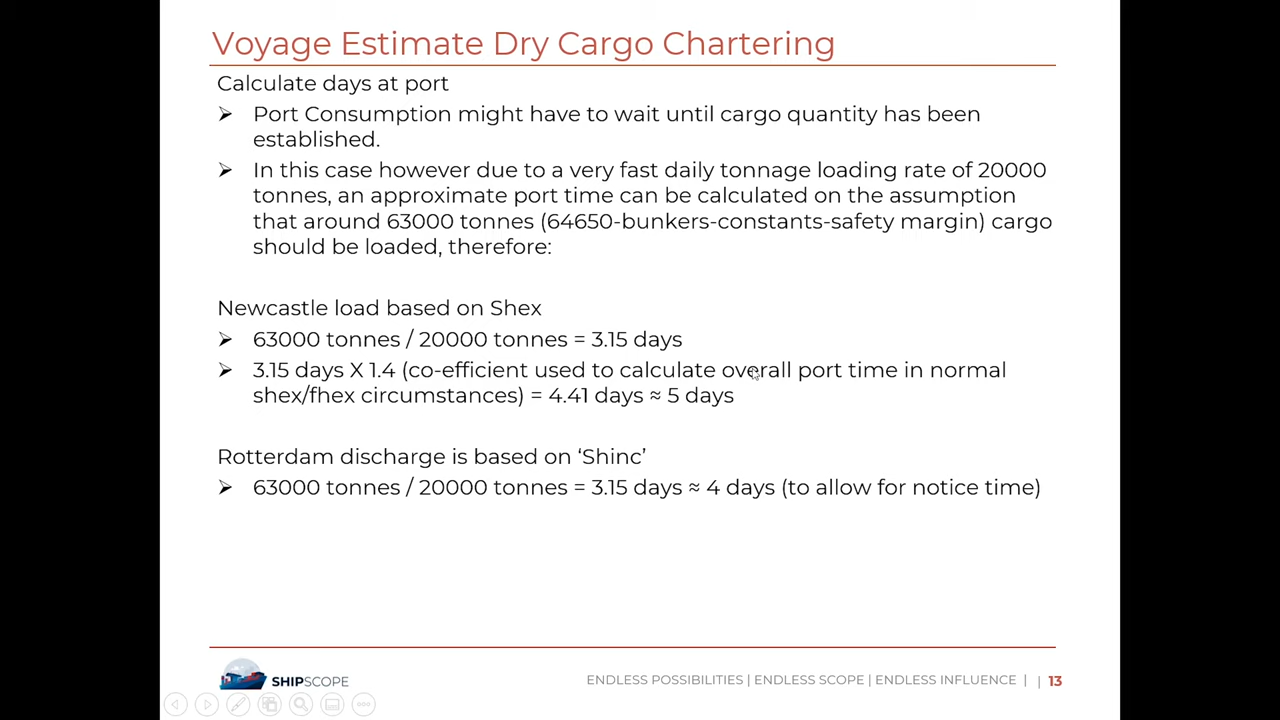 Voyage Estimate Dry Cargo Chartering
Calculate days at port
Port Consumption might have to wait until cargo quantity has been
established.
In this case however due to a very fast daily tonnage loading rate of 20000
tonnes, an approximate port time can be calculated on the assumption
that around 63000 tonnes (64650-bunkers-constants-safety margin) cargo
should be loaded, therefore:
Newcastle load based on Shex
63000 tonnes / 20000 tonnes = 3.15 days
3.15 days X 1.4 (co-efficient used to calculate overall port time in normal
shex/fhex circumstances) = 4.41 days ≈ 5 days
Rotterdam discharge is based on ‘Shinc’
63000 tonnes / 20000 tonnes = 3.15 days ≈ 4 days (to allow for notice time)
SHIPSCOPE
ENDLESS POSSIBILITIES | ENDLESS SCOPE | ENDLESS INFLUENCE | | 13